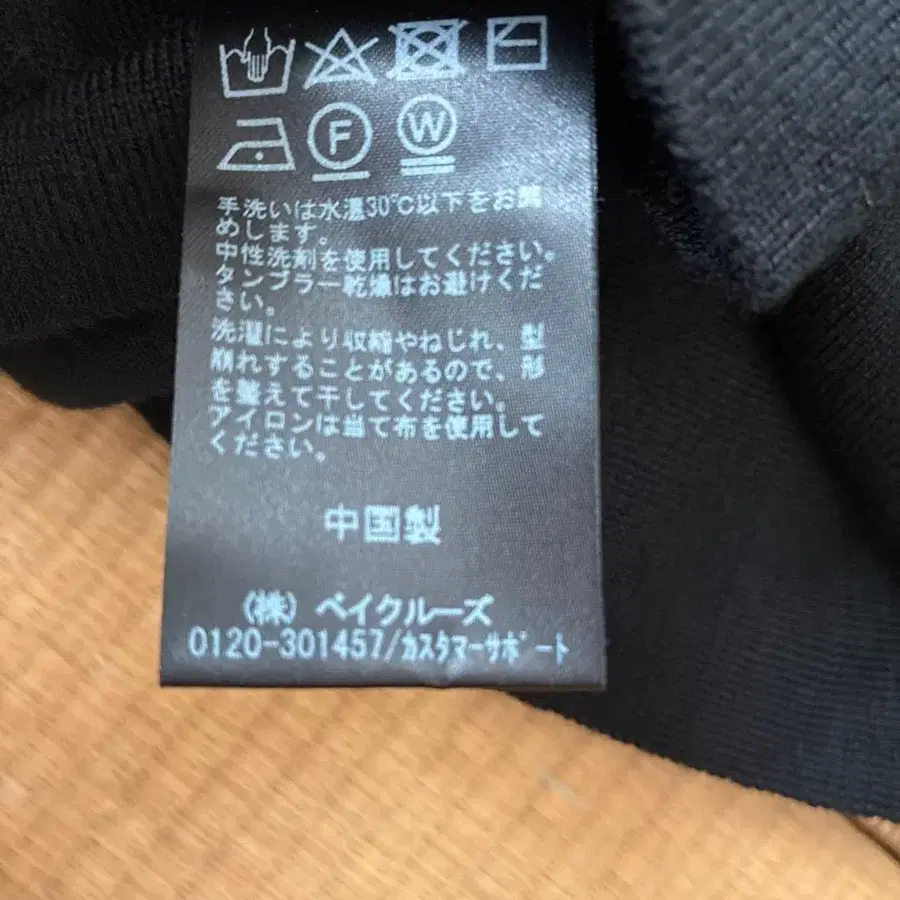 F W
手洗いは水温30℃以下をお薦
めします。
中性洗剤を使用してください。
タンブラー乾燥はお避けくだ
さい。
洗濯により収縮やねじれ、型
崩れすることがあるので、形
を整えて干してください。
アイロンは当て布を使用して
ください。
中国製
(株) ベイクルーズ
0120-301457/カスタマーサポート